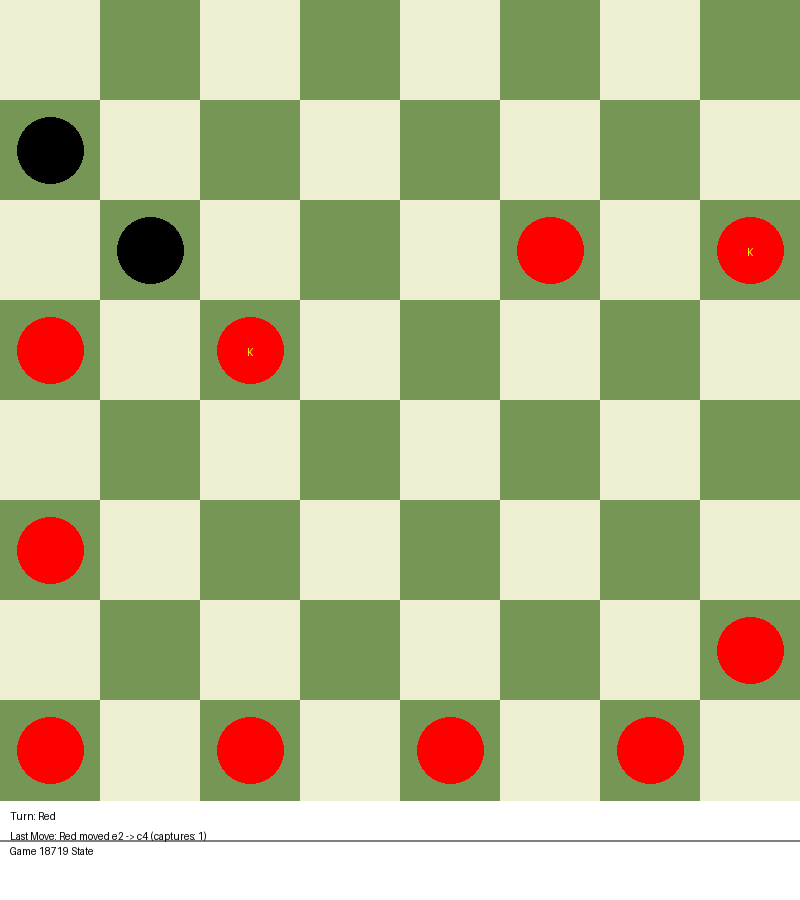 K
K
Turn: Red
Last Move: Red moved e2 -> c4 (captures: 1)
Game 18719 State